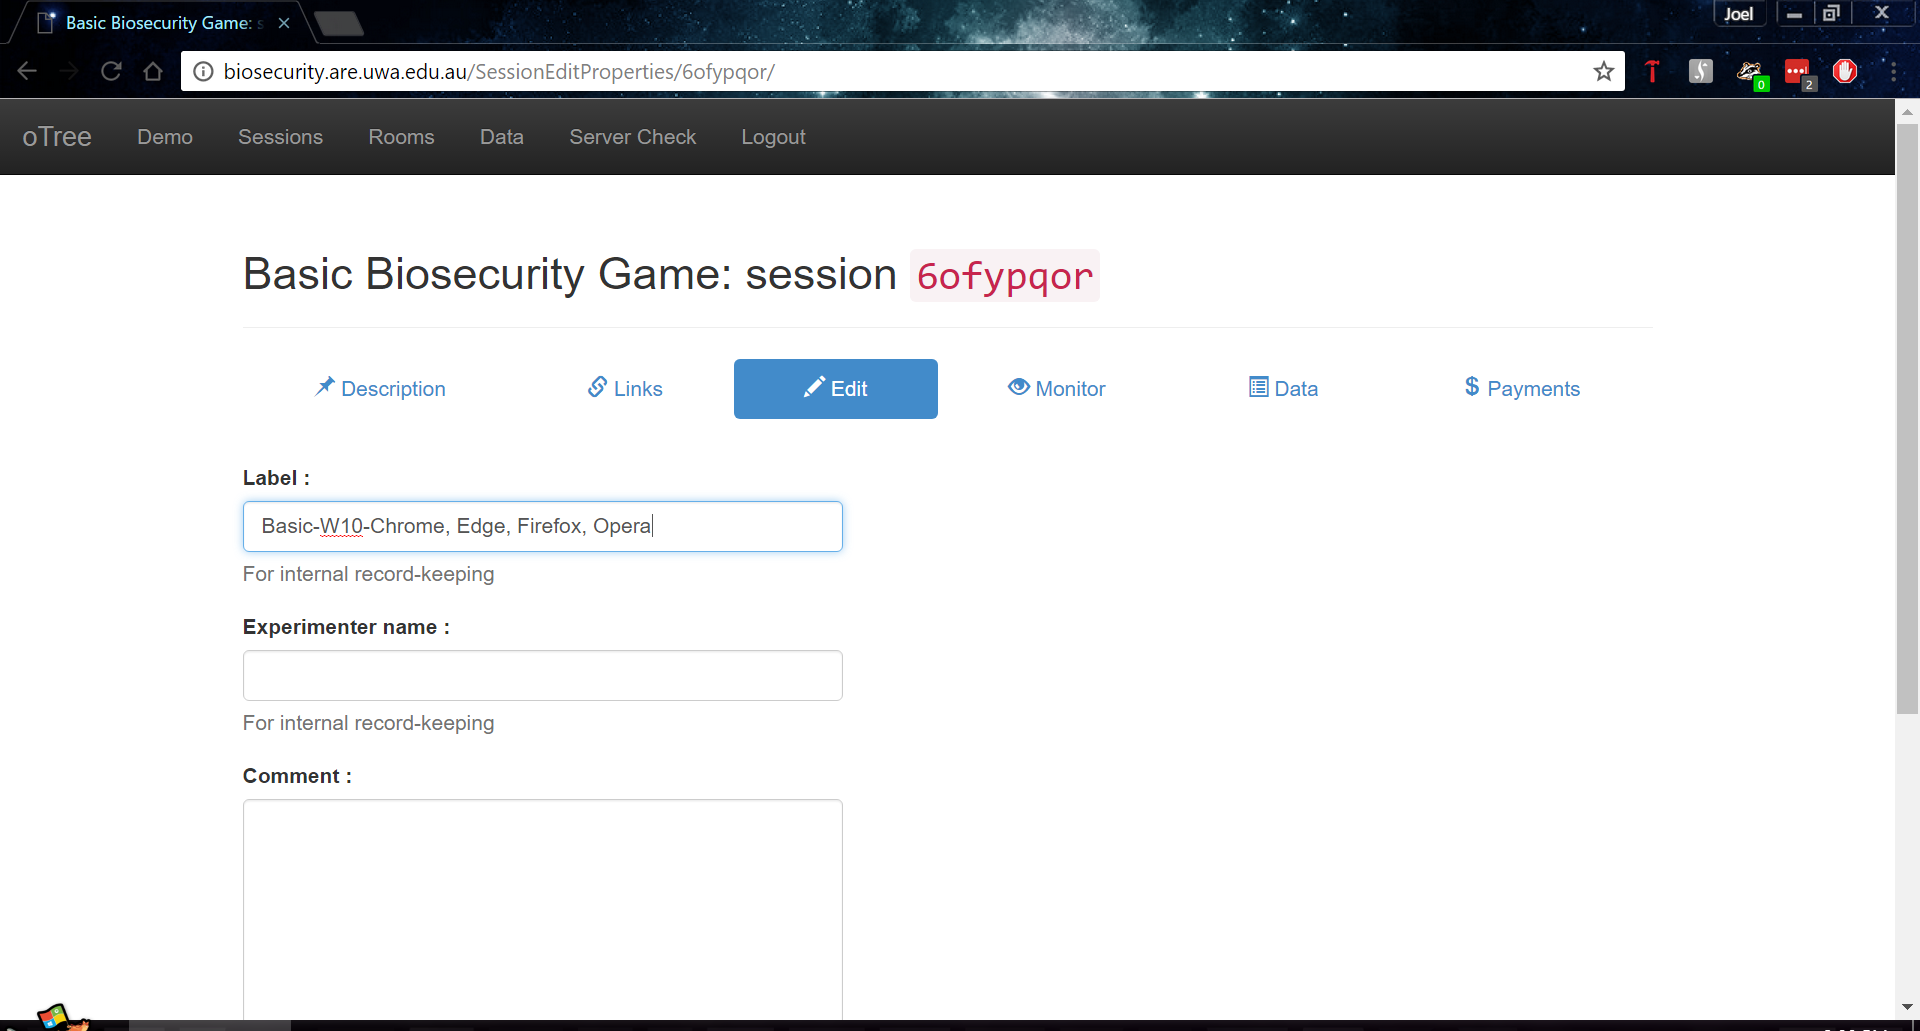 Basic Biosecurity Game: s
Joel
biosecurity.are.uwa.edu.au/SessionEditProperties/6ofypqor/
0
2
oTree Demo Sessions Rooms Data Server Check Logout
Basic Biosecurity Game: session 6ofypqor
Description Links Edit Monitor Data $ Payments
Label :
Basic-W10-Chrome, Edge, Firefox, Opera
For internal record-keeping
Experimenter name :
For internal record-keeping
Comment :